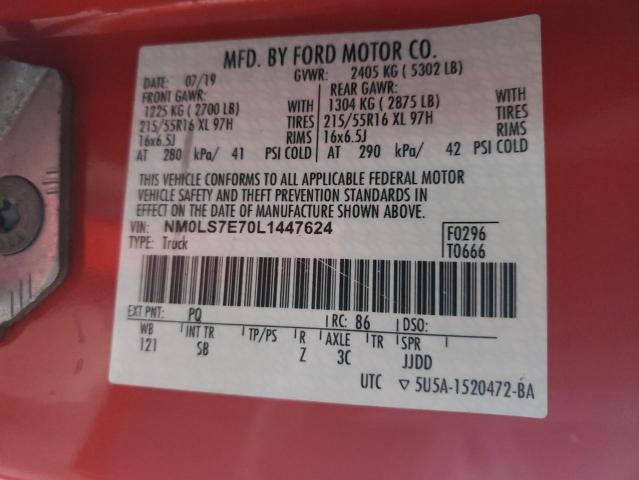 MFD. BY FORD MOTOR CO.
DATE: 07/19 GVWR: 2405 KG ( 5302 LB)
FRONT GAWR: REAR GAWR:
1225 KG ( 2700 LB) WITH 1304 KG ( 2875 LB) WITH
215/55R16 XL 97H TIRES 215/55R16 XL 97H TIRES
16x6.5J RIMS 16x6.5J RIMS
AT 280 kPa/ 41 PSI COLD AT 290 kPa/ 42 PSI COLD
THIS VEHICLE CONFORMS TO ALL APPLICABLE FEDERAL MOTOR
VEHICLE SAFETY AND THEFT PREVENTION STANDARDS IN
EFFECT ON THE DATE OF MANUFACTURE SHOWN ABOVE.
VIN: NM0LS7E70L1447624 F0296
TYPE: Truck T0666
EXT PNT: PQ RC: 86 DSO:
WB INT TR TP/PS R AXLE TR SPR
121 SB Z 3C JJDD
UTC ▽ 5U5A-1520472-BA